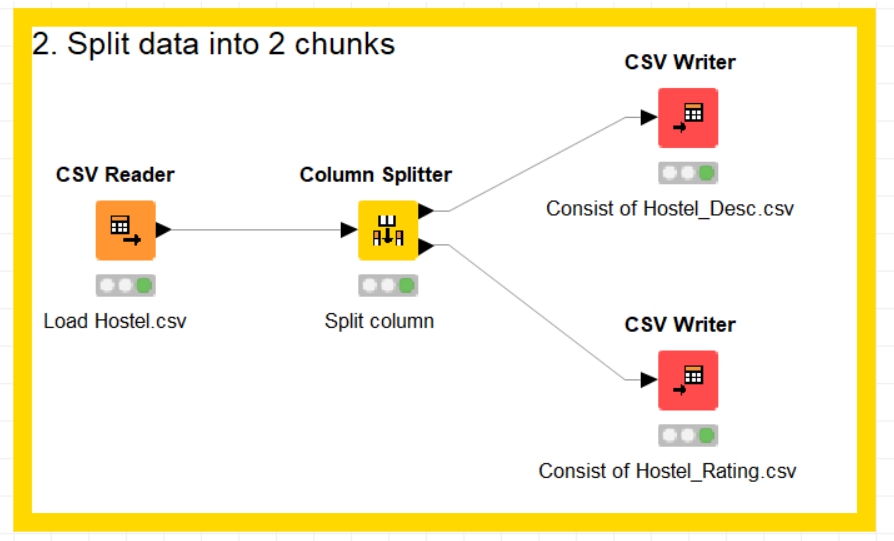 2. Split data into 2 chunks
CSV Reader
Load Hostel.csv
Column Splitter
Split column
CSV Writer
Consist of Hostel_Desc.csv
CSV Writer
Consist of Hostel_Rating.csv